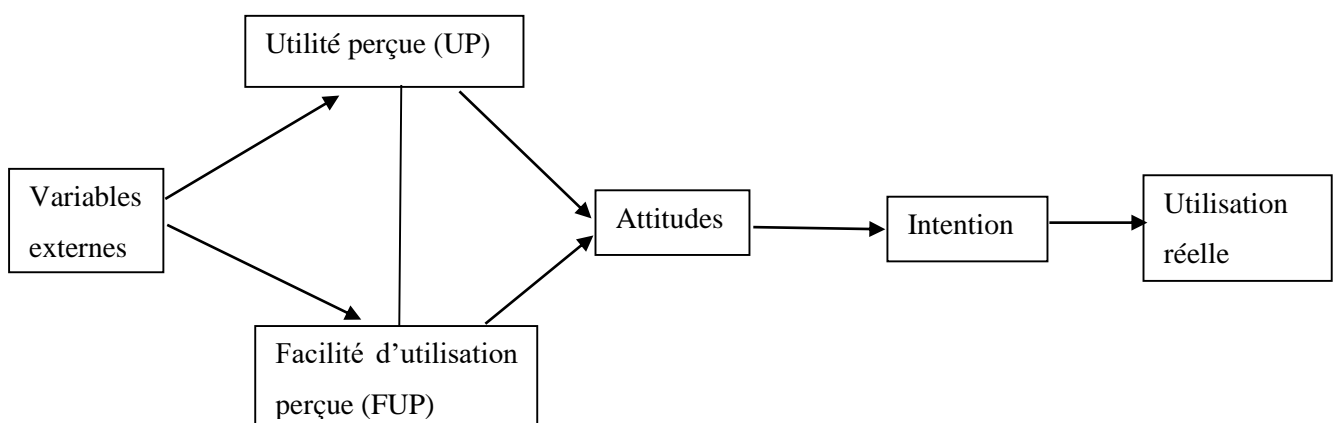 Utilité perçue (UP)
Variables
externes
Attitudes
Intention
Utilisation
réelle
Facilité d’utilisation
perçue (FUP)